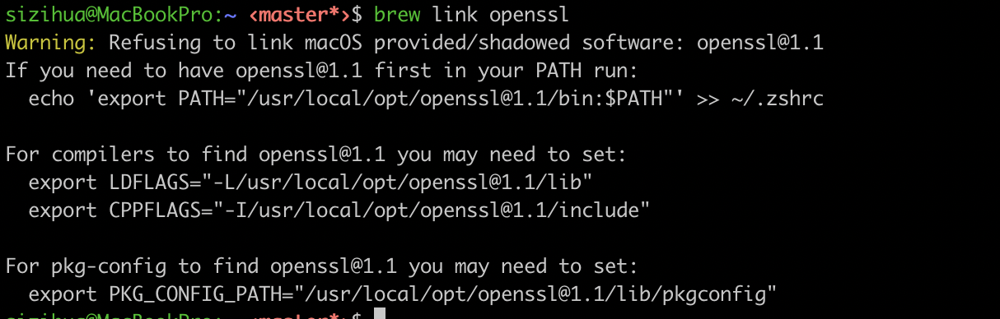 sizihua@MacBookPro:~ ‹master*›$ brew link openssl
Warning: Refusing to link macOS provided/shadowed software: openssl@1.1
If you need to have openssl@1.1 first in your PATH run:
  echo 'export PATH="/usr/local/opt/openssl@1.1/bin:$PATH"' >> ~/.zshrc

For compilers to find openssl@1.1 you may need to set:
  export LDFLAGS="-L/usr/local/opt/openssl@1.1/lib"
  export CPPFLAGS="-I/usr/local/opt/openssl@1.1/include"

For pkg-config to find openssl@1.1 you may need to set:
  export PKG_CONFIG_PATH="/usr/local/opt/openssl@1.1/lib/pkgconfig"
sizihua@MacBookPro:~ ‹master*›$